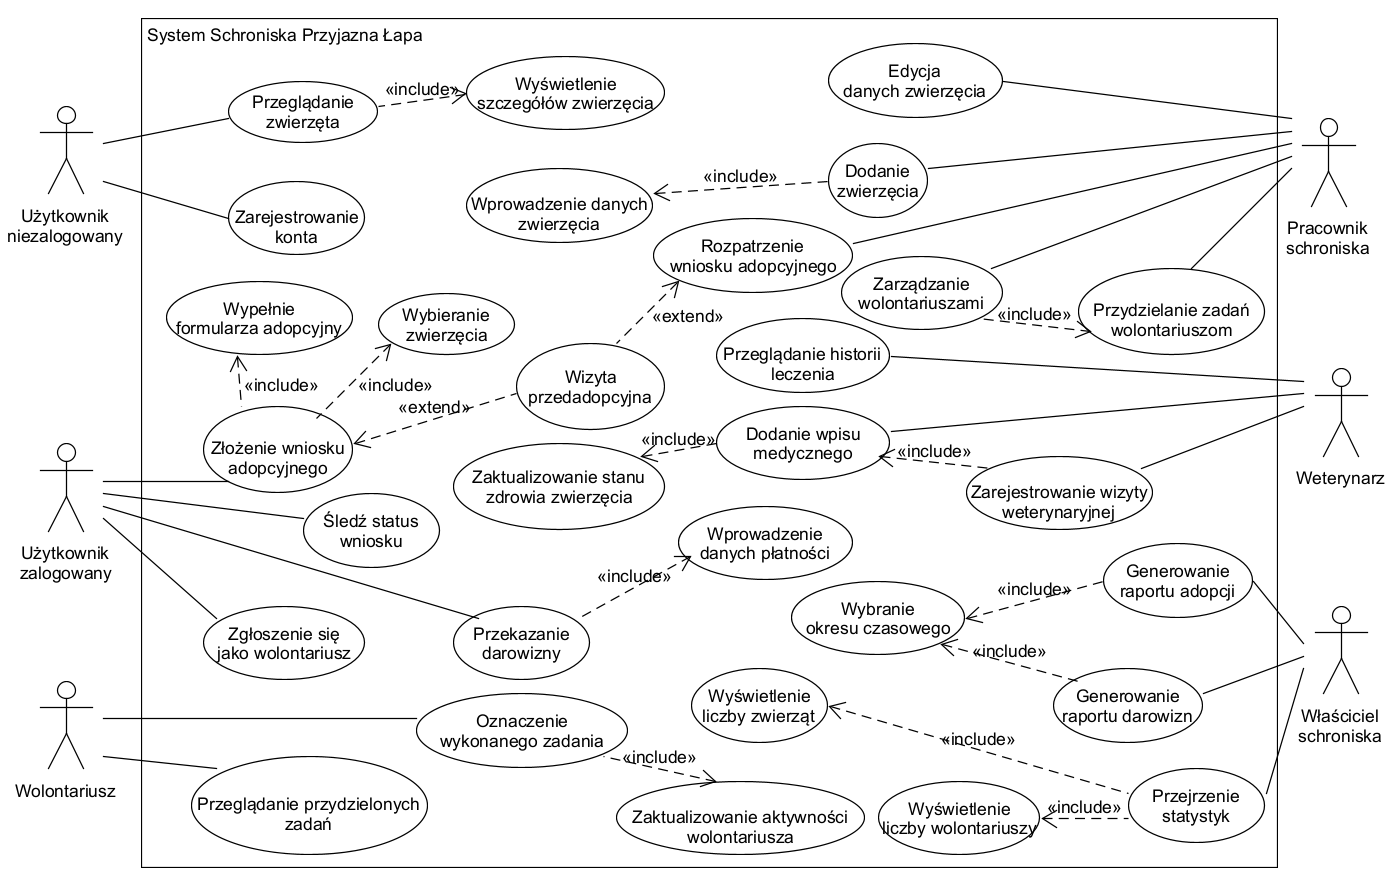 System Schroniska Przyjazna Łapa
Użytkownik
niezalogowany
Przeglądanie
zwierzęta
«include»
Wyświetlenie
szczegółów zwierzęcia
Edycja
danych zwierzęcia
Pracownik
schroniska
Zarejestrowanie
konta
Wprowadzenie danych
zwierzęcia
«include»
Dodanie
zwierzęcia
Rozpatrzenie
wniosku adopcyjnego
Zarządzanie
wolontariuszami
«include»
Przydzielanie zadań
wolontariuszom
Wypełnie
formularza adopcyjny
Wybieranie
zwierzęcia
«extend»
Przeglądanie historii
leczenia
«include»
«include»
«extend»
Wizyta
przedadopcyjna
Złożenie wniosku
adopcyjnego
Weterynarz
Zaktualizowanie stanu
zdrowia zwierzęcia
«include»
Dodanie wpisu
medycznego
«include»
Zarejestrowanie wizyty
weterynaryjnej
Użytkownik
zalogowany
Śledź status
wniosku
Wprowadzenie
danych płatności
«include»
Zgłoszenie się
jako wolontariusz
Przekazanie
darowizny
Wybranie
okresu czasowego
«include»
Generowanie
raportu adopcji
«include»
Generowanie
raportu darowizn
Właściciel
schroniska
Wolontariusz
Oznaczenie
wykonanego zadania
Wyświetlenie
liczby zwierząt
«include»
«include»
Przeglądanie przydzielonych
zadań
Zaktualizowanie aktywności
wolontariusza
Wyświetlenie
liczby wolontariuszy
«include»
Przejrzenie
statystyk